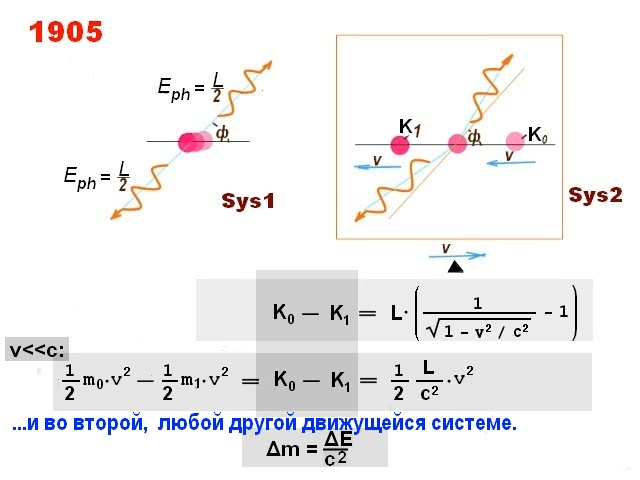 1905
E_ph = L/2
ф
E_ph = L/2
Sys1
K₁
ф
K₀
v
v
Sys2
v
K₀ — K₁ = L·(1/√(1 – v² / c²) – 1)
v<<c:
1/2 m₀·v² — 1/2 m₁·v² = K₀ — K₁ = 1/2 L/c² ·v²
...и во второй, любой другой движущейся системе.
Δm = ΔE/c²